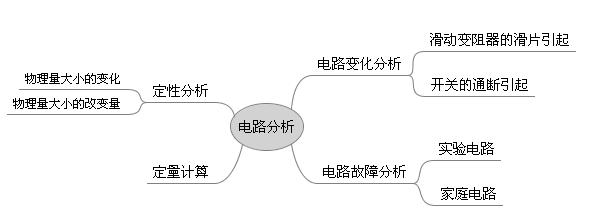 电路分析
定性分析
物理量大小的变化
物理量大小的改变量
定量计算
电路变化分析
滑动变阻器的滑片引起
开关的通断引起
电路故障分析
实验电路
家庭电路